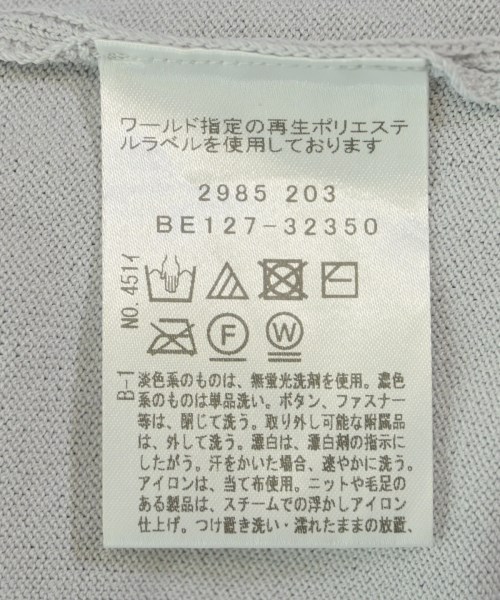 ワールド指定の再生ポリエステ
ルラベルを使用しております
2985 203
BE127-32350
NO. 451イ
F
W
B-1
淡色系のものは、無蛍光洗剤を使用。濃色
系のものは単品洗い。ボタン、ファスナー
等は、閉じて洗う。取り外し可能な附属品
は、外して洗う。漂白は、漂白剤の指示に
したがう。汗をかいた場合、速やかに洗う。
アイロンは、当て布使用。ニットや毛足の
ある製品は、スチームでの浮かしアイロン
仕上げ。つけ置き洗い・濡れたままの放置、